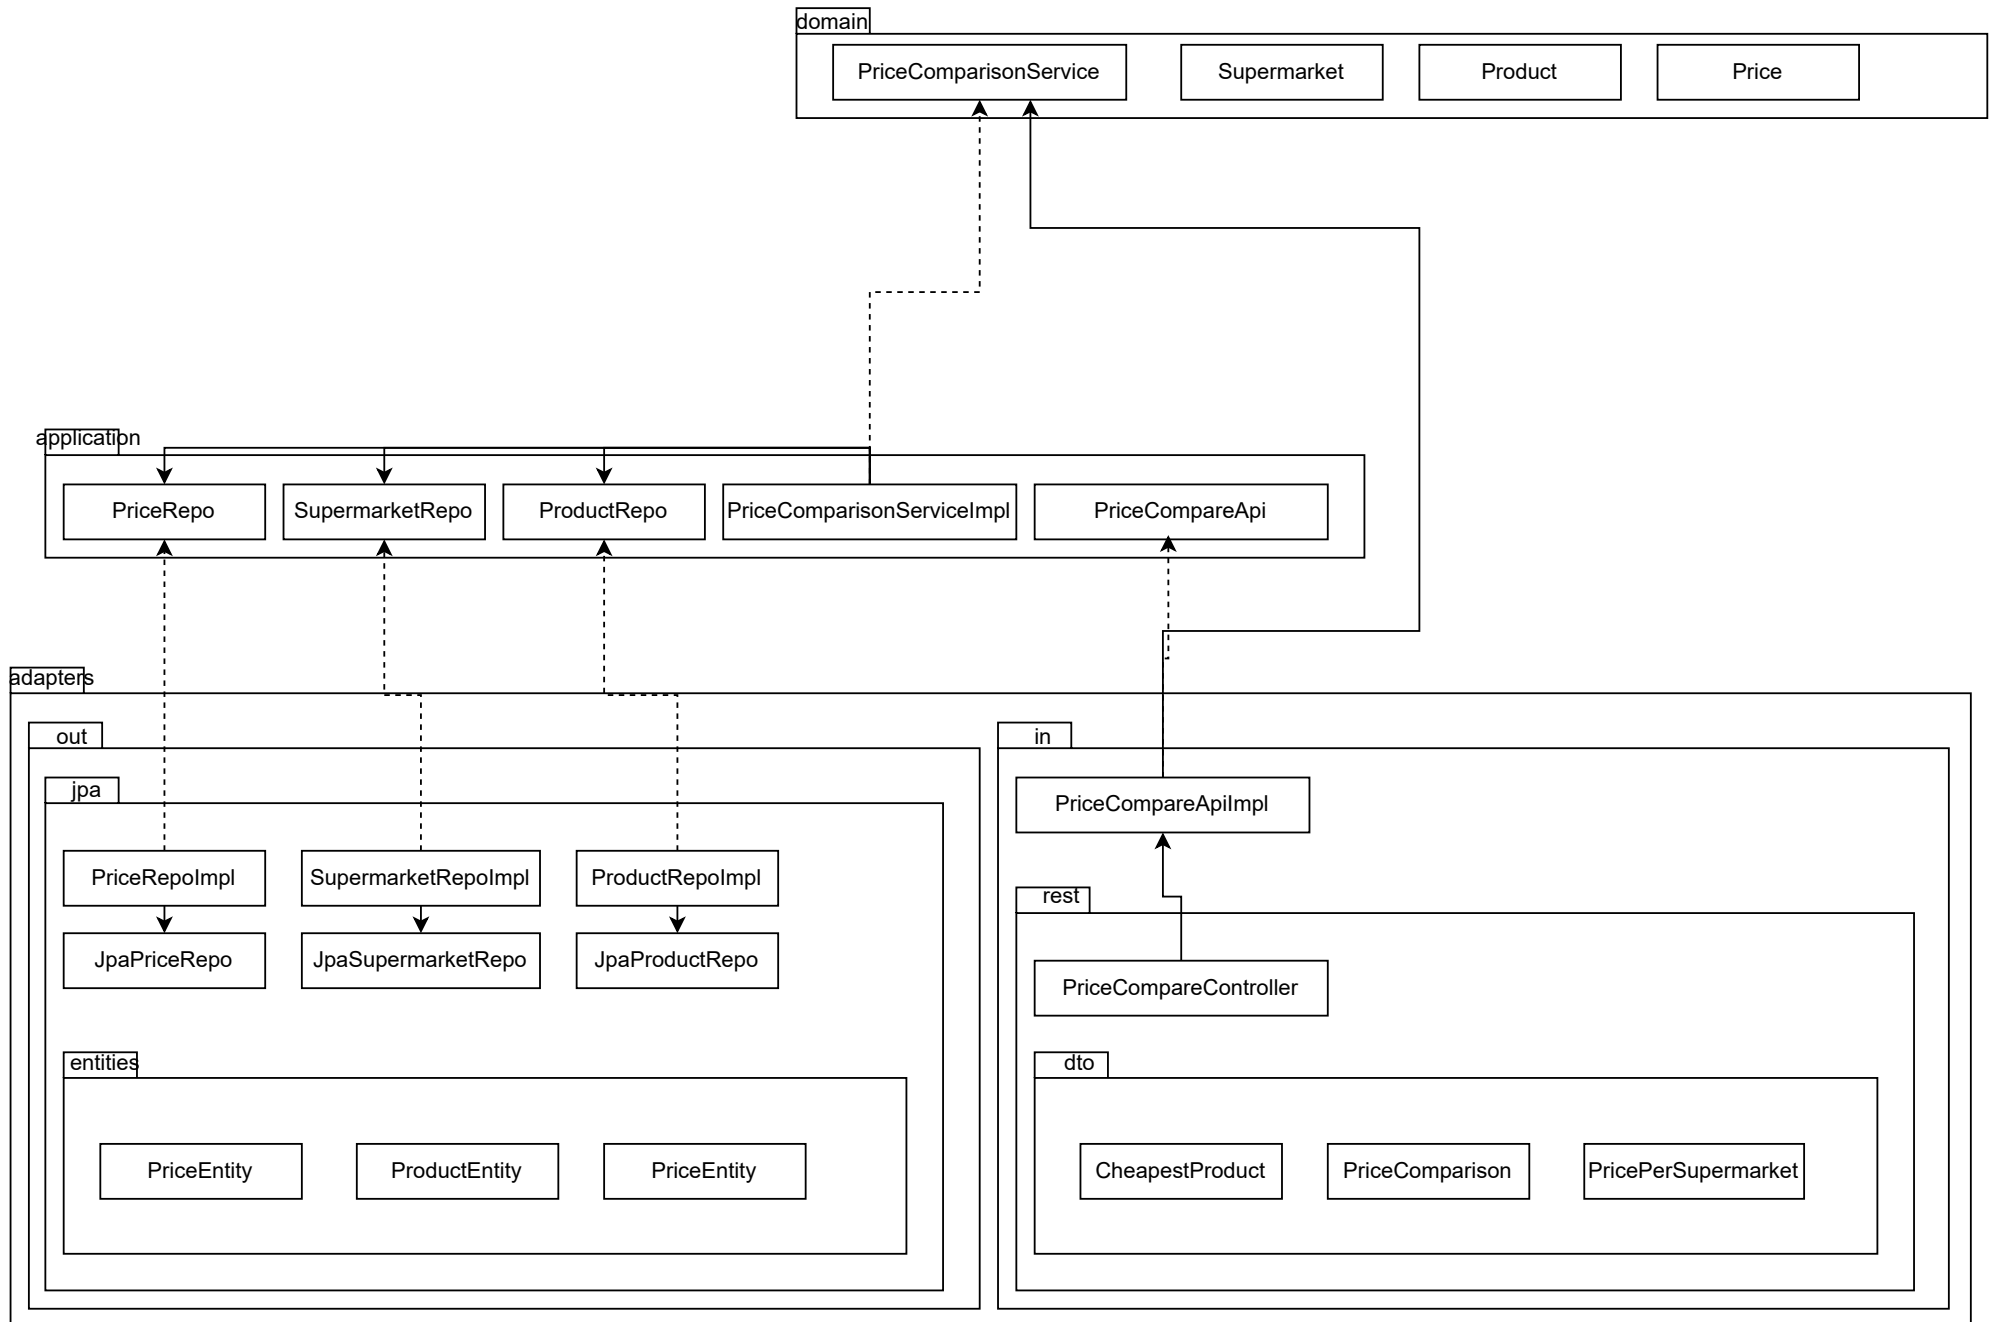 domain
PriceComparisonService
Supermarket
Product
Price
application
PriceRepo
SupermarketRepo
ProductRepo
PriceComparisonServiceImpl
PriceCompareApi
adapters
out
jpa
PriceRepoImpl
SupermarketRepoImpl
ProductRepoImpl
JpaPriceRepo
JpaSupermarketRepo
JpaProductRepo
entities
PriceEntity
ProductEntity
PriceEntity
in
PriceCompareApiImpl
rest
PriceCompareController
dto
CheapestProduct
PriceComparison
PricePerSupermarket